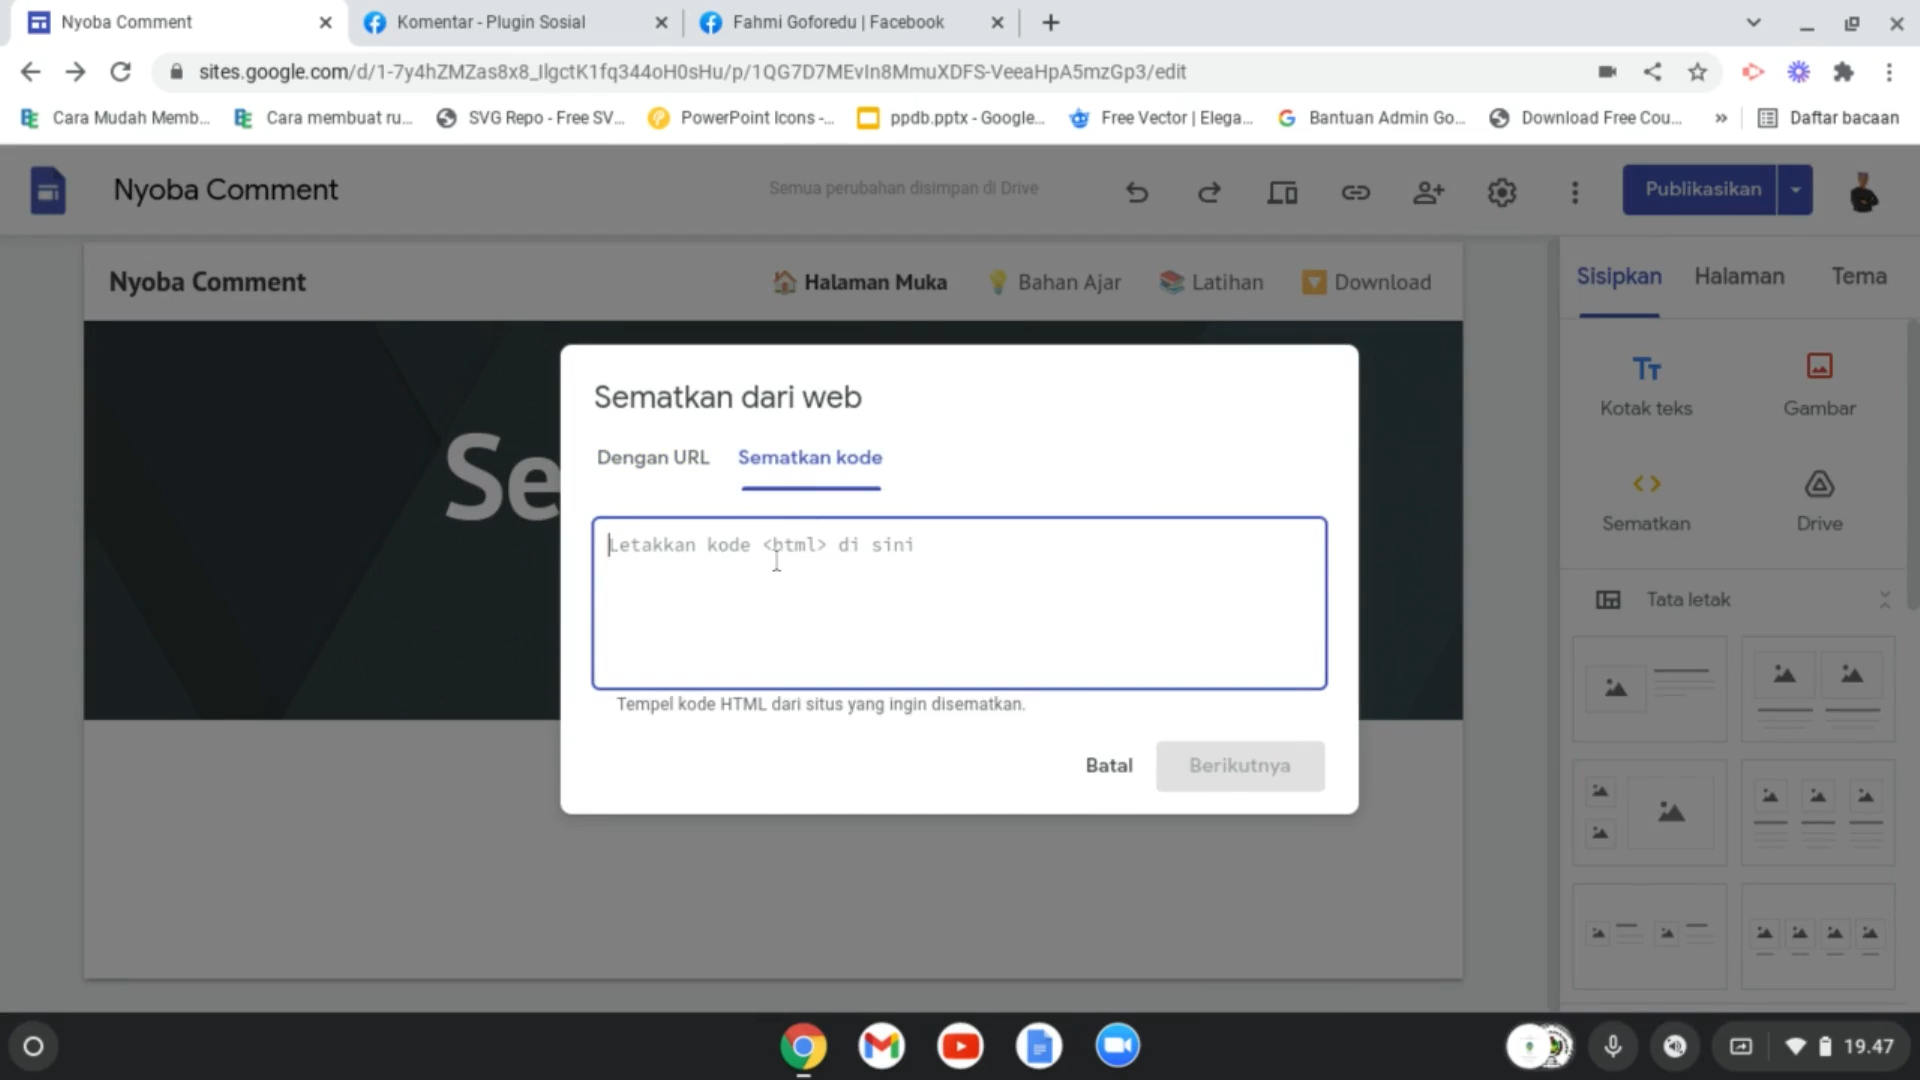 Nyoba Comment
Komentar - Plugin Sosial
Fahmi Goforedu | Facebook
sites.google.com/d/1-7y4hZMZas8x8_IlgctK1fq344oH0sHu/p/1QG7D7MEvIn8MmuXDFS-VeeaHpA5mzGp3/edit
Cara Mudah Memb...
Cara membuat ru...
SVG Repo - Free SV...
PowerPoint Icons -...
ppdb.pptx - Google...
Free Vector | Elega...
Bantuan Admin Go...
Download Free Cou...
Daftar bacaan
Nyoba Comment
Semua perubahan disimpan di Drive
Publikasikan
Nyoba Comment
Halaman Muka
Bahan Ajar
Latihan
Download
Sisipkan
Halaman
Tema
Se
Sematkan dari web
Dengan URL
Sematkan kode
Letakkan kode <html> di sini
Tempel kode HTML dari situs yang ingin disematkan.
Batal
Berikutnya
Tt
Kotak teks
Gambar
Sematkan
Drive
Tata letak
19.47